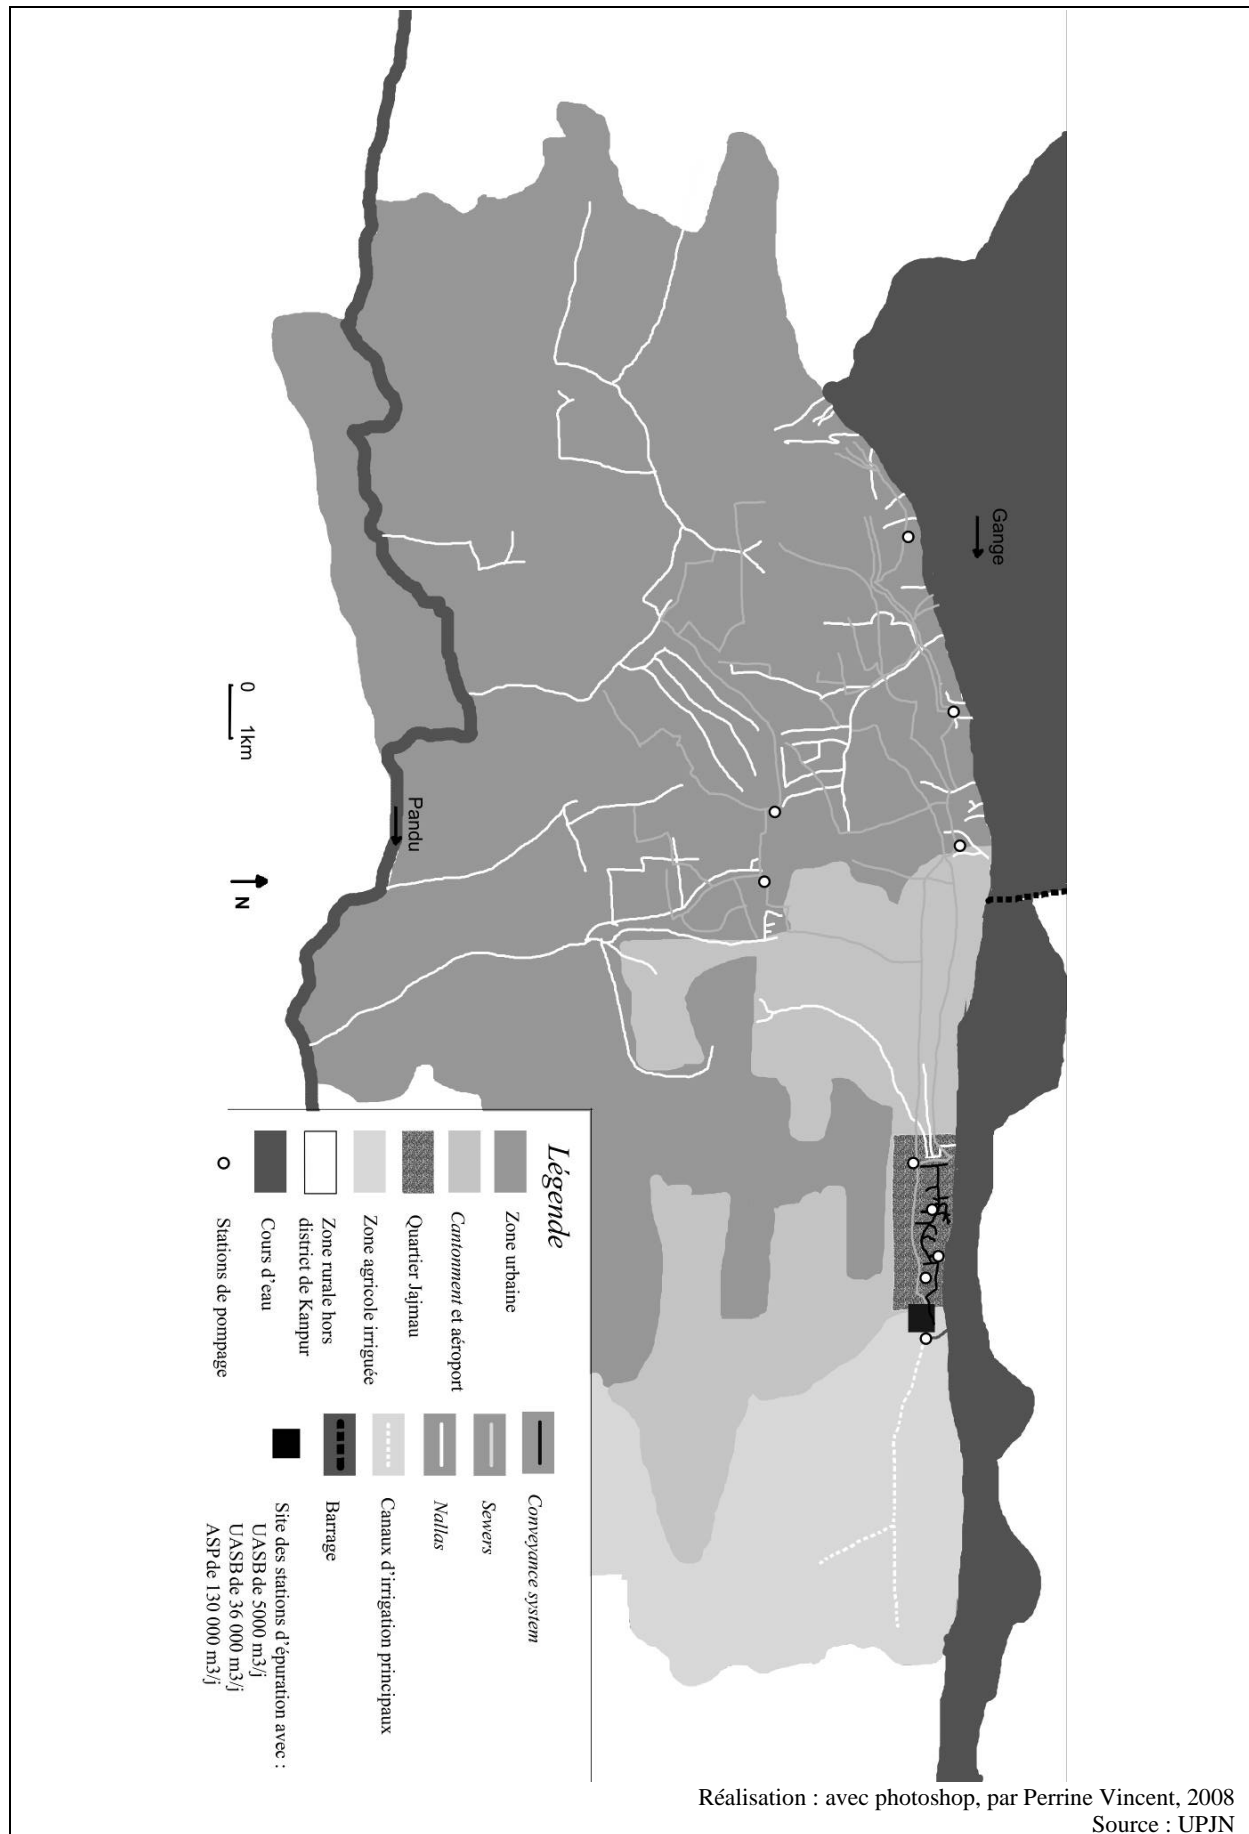 Gange
Pandu
0 1km
N
Légende
Zone urbaine
Cantonment et aéroport
Quartier Jajmau
Zone agricole irriguée
Zone rurale hors
district de Kanpur
Cours d'eau
Stations de pompage
Conveyance system
Sewers
Nallas
Canaux d'irrigation principaux
Barrage
Site des stations d'épuration avec :
UASB de 5000 m3/j
UASB de 36 000 m3/j
ASP de 130 000 m3/j
Réalisation : avec photoshop, par Perrine Vincent, 2008
Source : UPJN